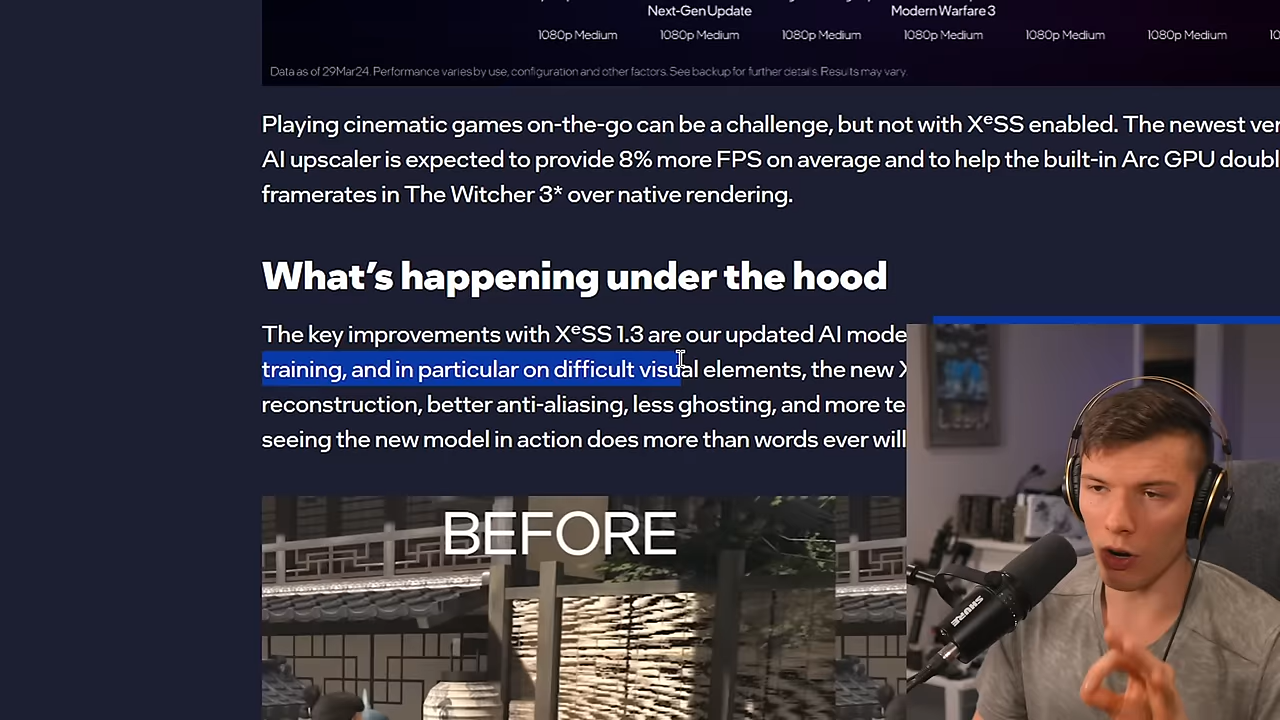 Next-Gen Update
Modern Warfare 3
1080p Medium
1080p Medium
1080p Medium
1080p Medium
1080p Medium
1080p Medium
10
Data as of 29Mar24. Performance varies by use, configuration and other factors. See backup for further details. Results may vary.
Playing cinematic games on-the-go can be a challenge, but not with XᵉSS enabled. The newest ver
AI upscaler is expected to provide 8% more FPS on average and to help the built-in Arc GPU doubl
framerates in The Witcher 3* over native rendering.
What's happening under the hood
The key improvements with XᵉSS 1.3 are our updated AI mode
training, and in particular on difficult visual elements, the new X
reconstruction, better anti-aliasing, less ghosting, and more te
seeing the new model in action does more than words ever will
BEFORE
SHURE